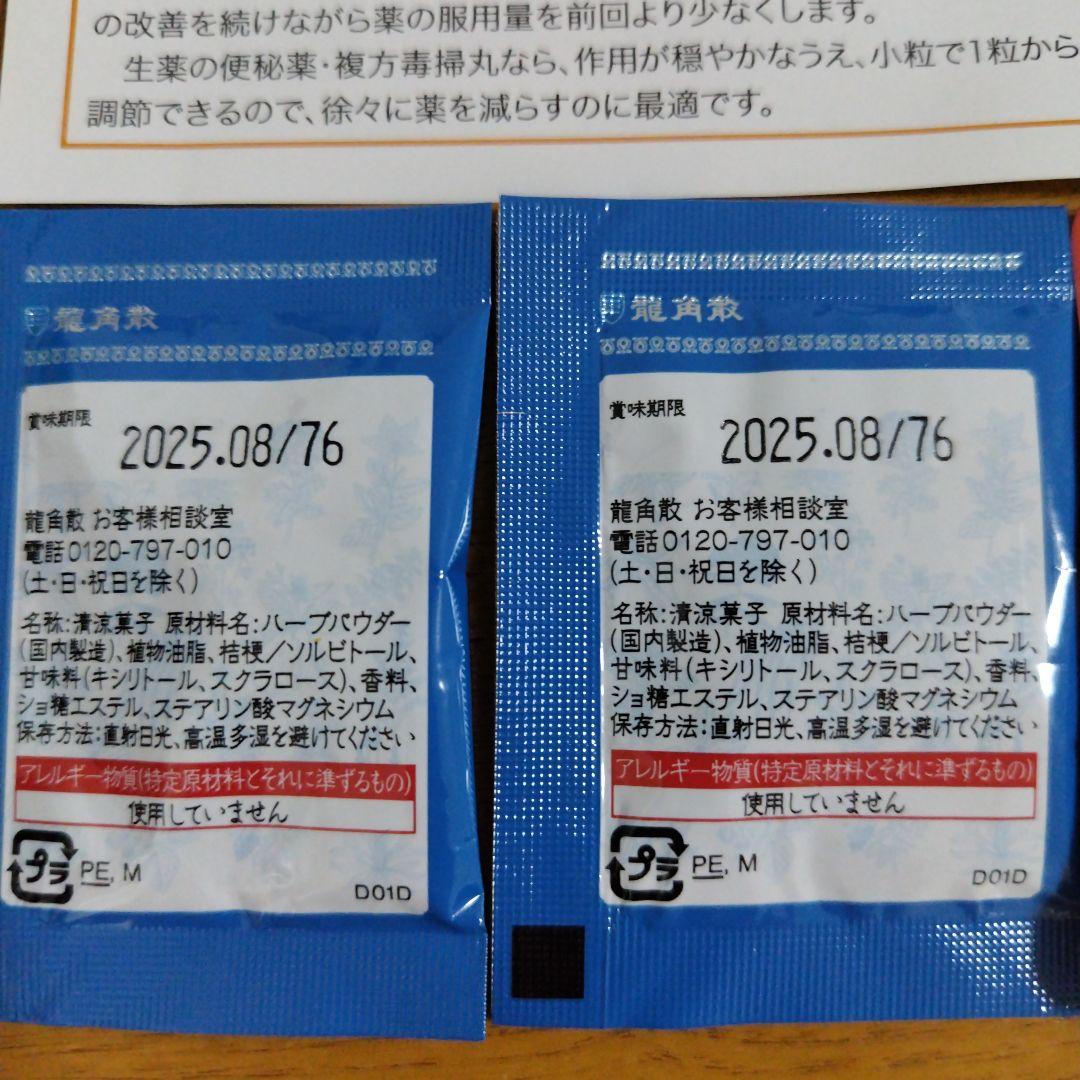 の改善を続けながら薬の服用量を前回より少なくします。
生薬の便秘薬・複方毒掃丸なら、作用が穏やかなうえ、小粒で1粒から
調節できるので、徐々に薬を減らすのに最適です。
龍角散
賞味期限
2025.08/76
龍角散 お客様相談室
電話0120-797-010
(土・日・祝日を除く)
名称:清涼菓子 原材料名:ハーブパウダー
(国内製造)、植物油脂、桔梗/ソルビトール、
甘味料(キシリトール、スクラロース)、香料、
ショ糖エステル、ステアリン酸マグネシウム
保存方法:直射日光、高温多湿を避けてください
アレルギー物質(特定原材料とそれに準ずるもの)
使用していません
プラ
PE, M
D01D
龍角散
賞味期限
2025.08/76
龍角散 お客様相談室
電話0120-797-010
(土・日・祝日を除く)
名称:清涼菓子 原材料名:ハーブパウダー
(国内製造)、植物油脂、桔梗/ソルビトール、
甘味料(キシリトール、スクラロース)、香料、
ショ糖エステル、ステアリン酸マグネシウム
保存方法:直射日光、高温多湿を避けてください
アレルギー物質(特定原材料とそれに準ずるもの)
使用していません
プラ
PE, M
D01D